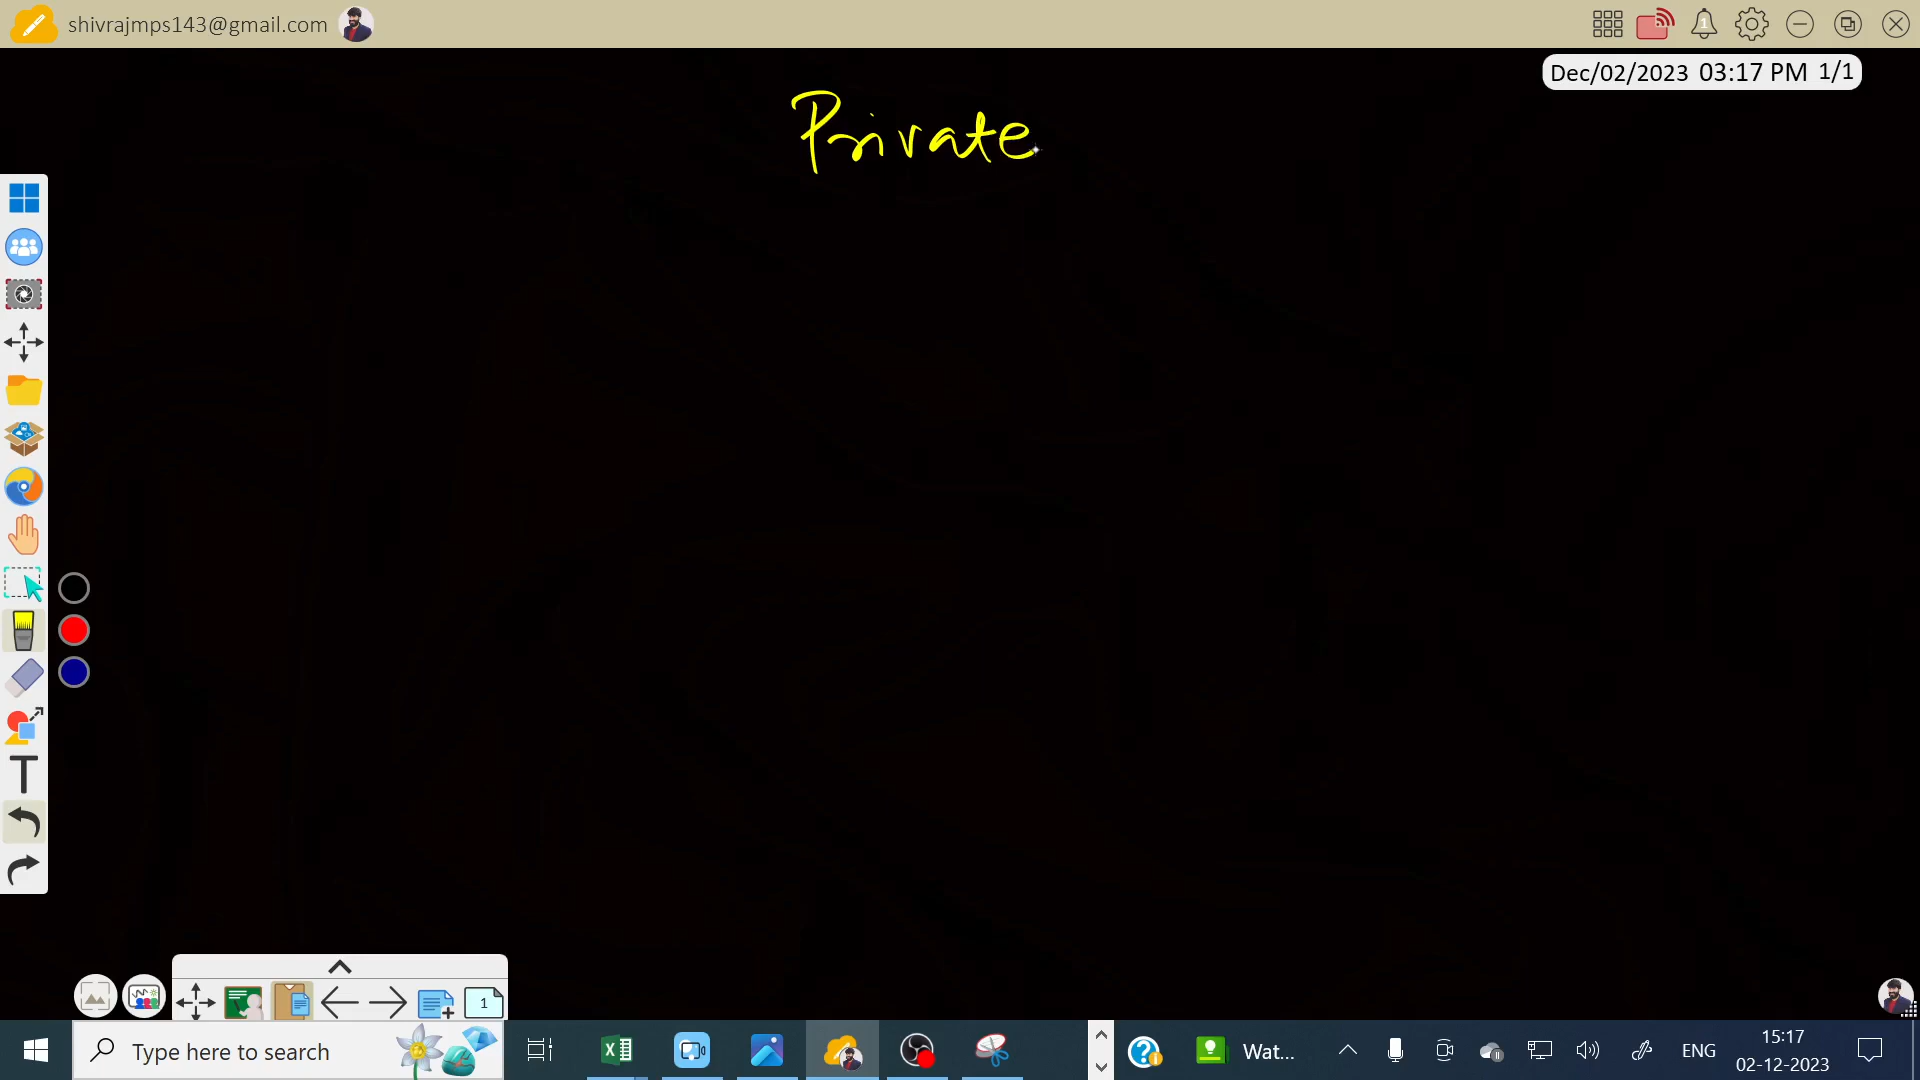 shivrajmps143@gmail.com
1
Dec/02/2023 03:17 PM 1/1
Private
T
1
Type here to search
Wat...
ENG
15:17
02-12-2023